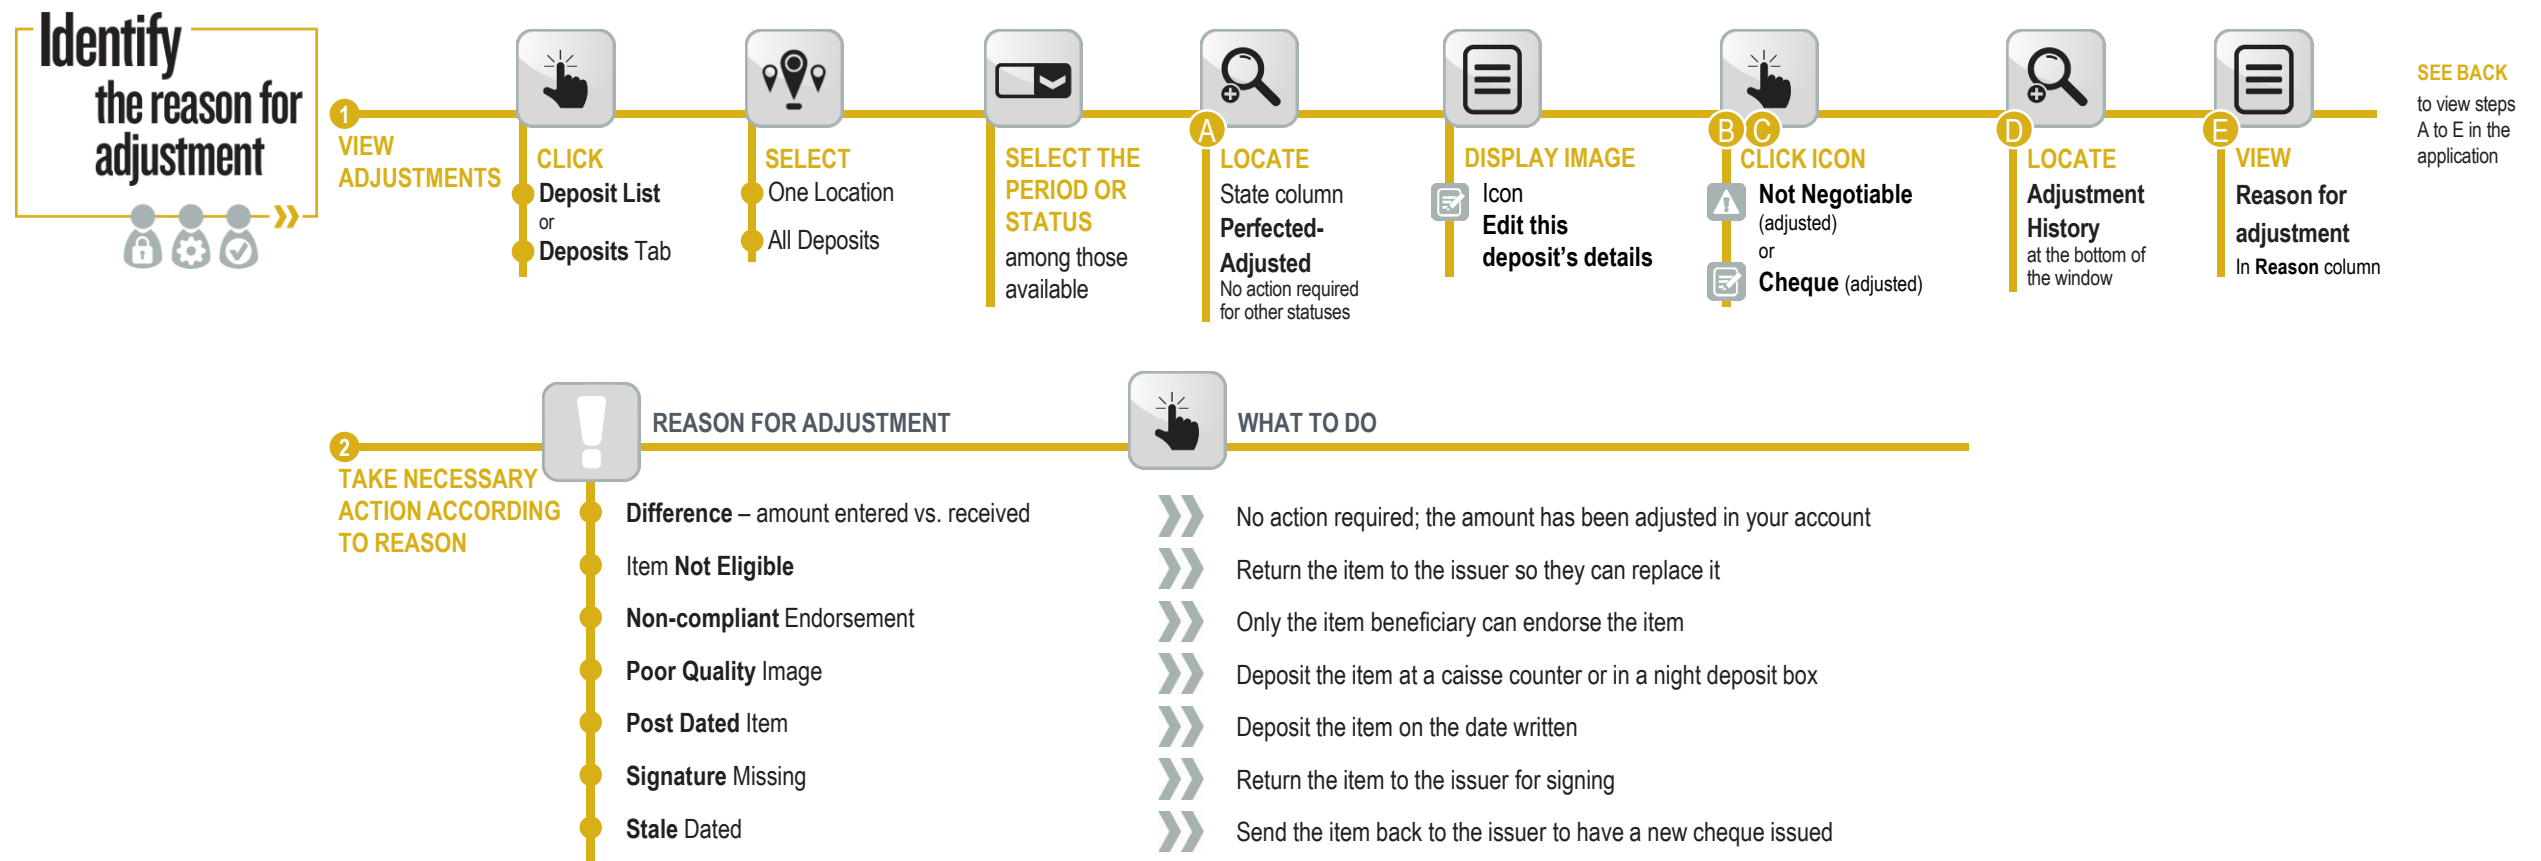 Identify
the reason for
adjustment
1
VIEW
ADJUSTMENTS
CLICK
Deposit List
or
Deposits Tab
SELECT
One Location
All Deposits
SELECT THE
PERIOD OR
STATUS
among those
available
A
LOCATE
State column
Perfected-
Adjusted
No action required
for other statuses
DISPLAY IMAGE
Icon
Edit this
deposit's details
B C
CLICK ICON
Not Negotiable
(adjusted)
or
Cheque (adjusted)
D
LOCATE
Adjustment
History
at the bottom of
the window
E
VIEW
Reason for
adjustment
In Reason column
SEE BACK
to view steps
A to E in the
application
2
TAKE NECESSARY
ACTION ACCORDING
TO REASON
REASON FOR ADJUSTMENT
WHAT TO DO
Difference – amount entered vs. received
No action required; the amount has been adjusted in your account
Item Not Eligible
Return the item to the issuer so they can replace it
Non-compliant Endorsement
Only the item beneficiary can endorse the item
Poor Quality Image
Deposit the item at a caisse counter or in a night deposit box
Post Dated Item
Deposit the item on the date written
Signature Missing
Return the item to the issuer for signing
Stale Dated
Send the item back to the issuer to have a new cheque issued